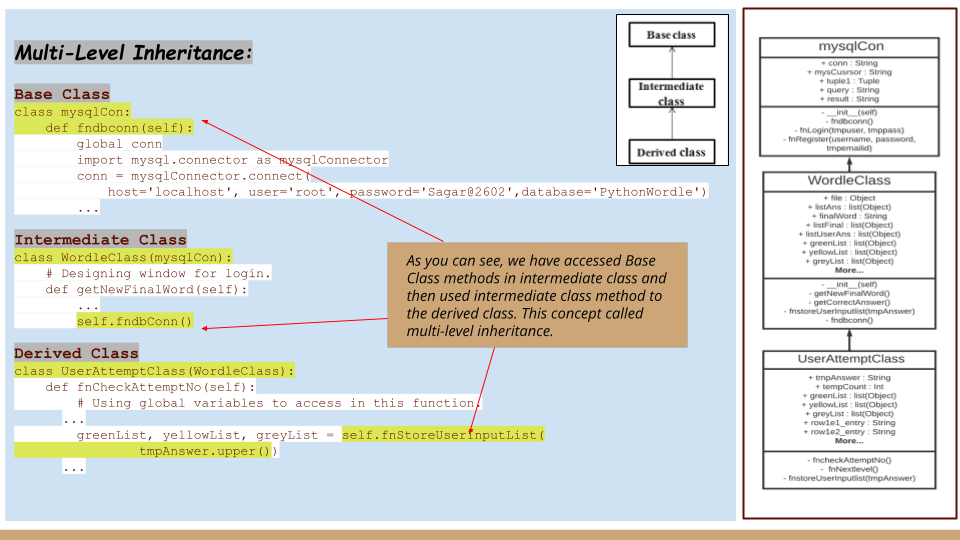 Multi-Level Inheritance:
Base Class
class mysqlCon:
def fndbconn(self):
global conn
import mysql.connector as mysqlConnector
conn = mysqlConnector.connect(
host='localhost', user='root', password='Sagar@2602',database='PythonWordle')
...
Intermediate Class
class WordleClass(mysqlCon):
# Designing window for login.
def getNewFinalWord(self):
...
self.fndbConn()
Derived Class
class UserAttemptClass(WordleClass):
def fnCheckAttemptNo(self):
# Using global variables to access in this function.
...
greenList, yellowList, greyList = self.fnStoreUserInputList(
tmpAnswer.upper())
...
As you can see, we have accessed Base
Class methods in intermediate class and
then used intermediate class method to
the derived class. This concept called
multi-level inheritance.
Base class
Intermediate
class
Derived class
mysqlCon
+ conn : String
+ mysCusrsor : String
+ tuple1 : Tuple
+ query : String
+ result : String
- __init__(self)
- fndbconn()
- fnLogin(tmpuser, tmppass)
- fnRegister(username, password,
tmpemailid)
WordleClass
+ file : Object
+ listAns : list(Object)
+ finalWord : String
+ listFinal : list(Object)
+ listUserAns : list(Object)
+ greenList : list(Object)
+ yellowList : list(Object)
+ greyList : list(Object)
More...
- __init__(self)
- getNewFinalWord()
- getCorrectAnswer()
- fnstoreUserInputlist(tmpAnswer)
- fndbconn()
UserAttemptClass
+ tmpAnswer : String
+ tempCount : Int
+ greenList : list(Object)
+ yellowList : list(Object)
+ greyList : list(Object)
+ row1e1_entry : String
+ row1e2_entry : String
More...
- fncheckAttemptNo()
- fnNextlevel()
- fnstoreUserInputlist(tmpAnswer)